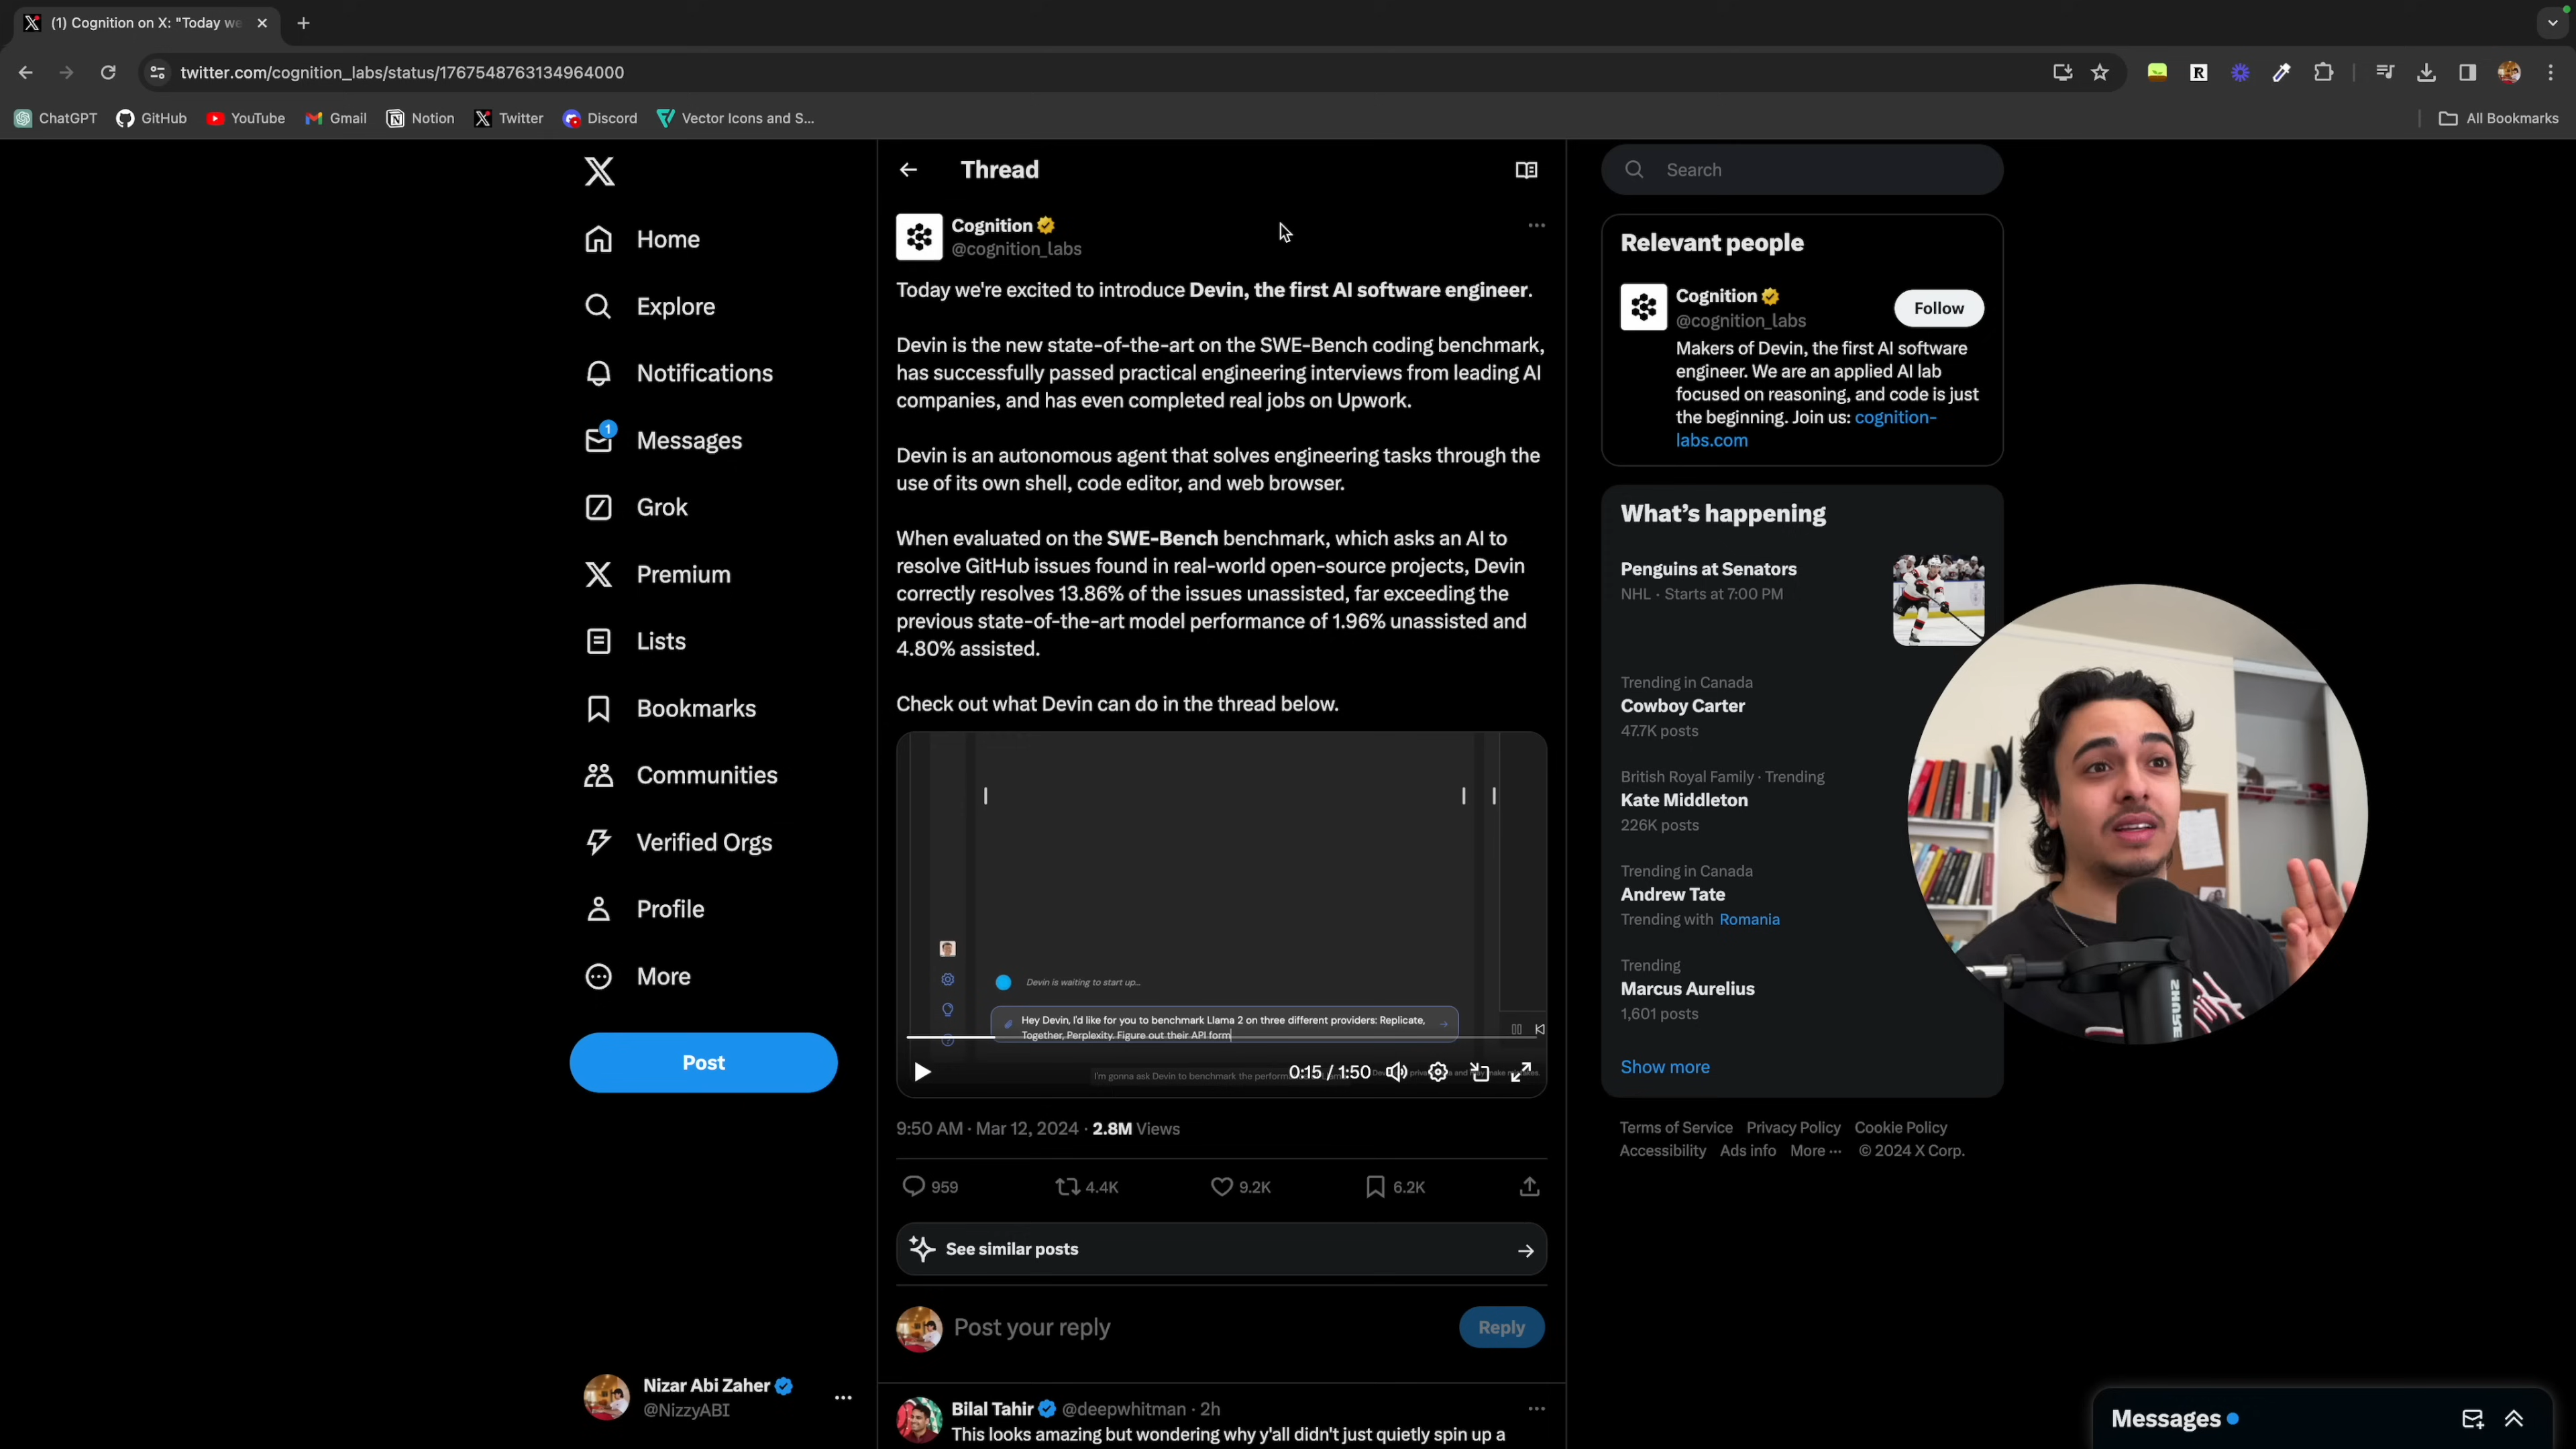 (1) Cognition on X: "Today we
twitter.com/cognition_labs/status/1767548763134964000
ChatGPT
GitHub
YouTube
Gmail
Notion
Twitter
Discord
Vector Icons and S...
All Bookmarks
Home
Explore
Notifications
1
Messages
Grok
Premium
Lists
Bookmarks
Communities
Verified Orgs
Profile
More
Post
Nizar Abi Zaher
@NizzyABI
Thread
Cognition
@cognition_labs
Today we're excited to introduce Devin, the first AI software engineer.
Devin is the new state-of-the-art on the SWE-Bench coding benchmark,
has successfully passed practical engineering interviews from leading AI
companies, and has even completed real jobs on Upwork.
Devin is an autonomous agent that solves engineering tasks through the
use of its own shell, code editor, and web browser.
When evaluated on the SWE-Bench benchmark, which asks an AI to
resolve GitHub issues found in real-world open-source projects, Devin
correctly resolves 13.86% of the issues unassisted, far exceeding the
previous state-of-the-art model performance of 1.96% unassisted and
4.80% assisted.
Check out what Devin can do in the thread below.
Devin is waiting to start up...
Hey Devin, I'd like for you to benchmark Llama 2 on three different providers: Replicate,
Together, Perplexity. Figure out their API form
I'm gonna ask Devin to benchmark the
0:15 / 1:50
9:50 AM · Mar 12, 2024 · 2.8M Views
959
4.4K
9.2K
6.2K
See similar posts
Post your reply
Reply
Bilal Tahir @deepwhitman · 2h
This looks amazing but wondering why y'all didn't just quietly spin up a
Search
Relevant people
Cognition
@cognition_labs
Follow
Makers of Devin, the first AI software
engineer. We are an applied AI lab
focused on reasoning, and code is just
the beginning. Join us: cognition-
labs.com
What's happening
Penguins at Senators
NHL · Starts at 7:00 PM
Trending in Canada
Cowboy Carter
47.7K posts
British Royal Family · Trending
Kate Middleton
226K posts
Trending in Canada
Andrew Tate
Trending with Romania
Trending
Marcus Aurelius
1,601 posts
Show more
Terms of Service Privacy Policy Cookie Policy
Accessibility Ads info More ··· © 2024 X Corp.
SHURE
Messages